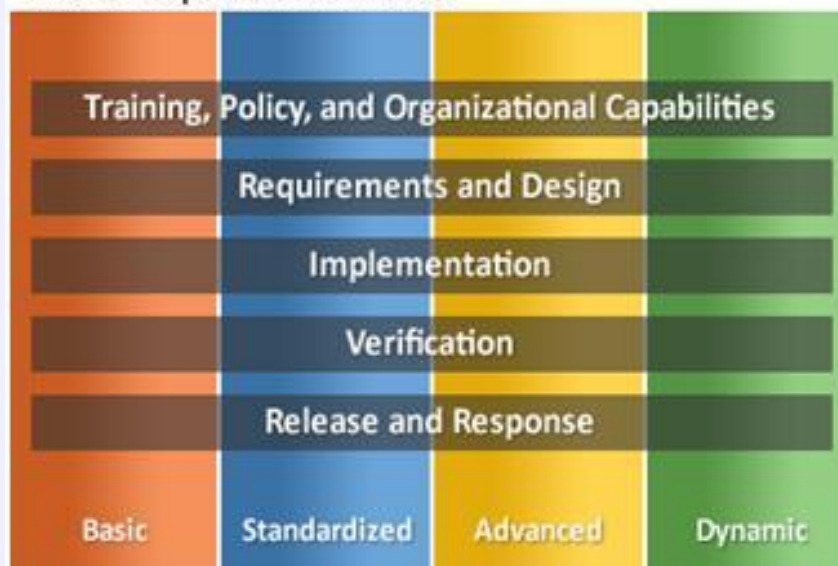 Training, Policy, and Organizational Capabilities
Requirements and Design
Implementation
Verification
Release and Response
Basic Standardized Advanced Dynamic